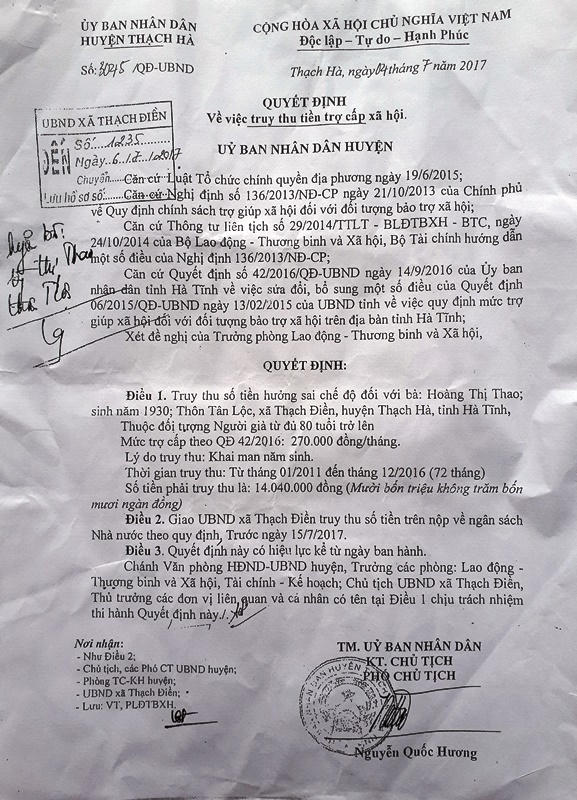 ỦY BAN NHÂN DÂN
HUYỆN THẠCH HÀ
CỘNG HÒA XÃ HỘI CHỦ NGHĨA VIỆT NAM
Độc lập – Tự do – Hạnh Phúc
Số: 3045 /QĐ-UBND
Thạch Hà, ngày 04 tháng 7 năm 2017
QUYẾT ĐỊNH
Về việc truy thu tiền trợ cấp xã hội.
UBND XÃ THẠCH ĐIỀN
ĐẾN
Số: 1235
Ngày 6/7/2017
Chuyển
Lưu hồ sơ số
ỦY BAN NHÂN DÂN HUYỆN
Căn cứ Luật Tổ chức chính quyền địa phương ngày 19/6/2015;
Căn cứ Nghị định số 136/2013/NĐ-CP ngày 21/10/2013 của Chính phủ
về Quy định chính sách trợ giúp xã hội đối với đối tượng bảo trợ xã hội;
Căn cứ Thông tư liên tịch số 29/2014/TTLT - BLĐTBXH - BTC, ngày
24/10/2014 của Bộ Lao động - Thương binh và Xã hội, Bộ Tài chính hướng dẫn
một số điều của Nghị định 136/2013/NĐ-CP;
Căn cứ Quyết định số 42/2016/QĐ-UBND ngày 14/9/2016 của Ủy ban
nhân dân tỉnh Hà Tĩnh về việc sửa đổi, bổ sung một số điều của Quyết định
06/2015/QĐ-UBND ngày 13/02/2015 của UBND tỉnh về việc quy định mức trợ
giúp xã hội đối với đối tượng bảo trợ xã hội trên địa bàn tỉnh Hà Tĩnh;
Xét đề nghị của Trưởng phòng Lao động - Thương binh và Xã hội,
QUYẾT ĐỊNH:
Điều 1. Truy thu số tiền hưởng sai chế độ đối với bà: Hoàng Thị Thao;
sinh năm 1930; Thôn Tân Lộc, xã Thạch Điền, huyện Thạch Hà, tỉnh Hà Tĩnh,
Thuộc đối tượng Người già từ đủ 80 tuổi trở lên
Mức trợ cấp theo QĐ 42/2016: 270.000 đồng/tháng.
Lý do truy thu: Khai man năm sinh.
Thời gian truy thu: Từ tháng 01/2011 đến tháng 12/2016 (72 tháng)
Số tiền phải truy thu là: 14.040.000 đồng (Mười bốn triệu không trăm bốn
mươi ngàn đồng)
Điều 2. Giao UBND xã Thạch Điền truy thu số tiền trên nộp về ngân sách
Nhà nước theo quy định, Trước ngày 15/7/2017.
Điều 3. Quyết định này có hiệu lực kể từ ngày ban hành.
Chánh Văn phòng HĐND-UBND huyện, Trưởng các phòng: Lao động -
Thương binh và Xã hội, Tài chính - Kế hoạch; Chủ tịch UBND xã Thạch Điền,
Thủ trưởng các đơn vị liên quan và cá nhân có tên tại Điều 1 chịu trách nhiệm
thi hành Quyết định này./.
Nơi nhận:
- Như Điều 2;
- Chủ tịch, các Phó CT UBND huyện;
- Phòng TC-KH huyện;
- UBND xã Thạch Điền;
- Lưu: VT, PLĐTBXH.
TM. UỶ BAN NHÂN DÂN
KT. CHỦ TỊCH
PHÓ CHỦ TỊCH
Nguyễn Quốc Hương